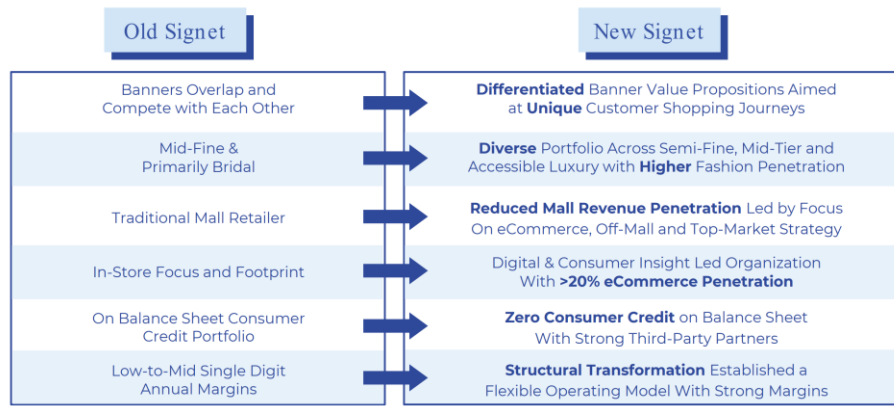 Old Signet
New Signet
Banners Overlap and
Compete with Each Other
Differentiated Banner Value Propositions Aimed
at Unique Customer Shopping Journeys
Mid-Fine &
Primarily Bridal
Diverse Portfolio Across Semi-Fine, Mid-Tier and
Accessible Luxury with Higher Fashion Penetration
Traditional Mall Retailer
Reduced Mall Revenue Penetration Led by Focus
On eCommerce, Off-Mall and Top-Market Strategy
In-Store Focus and Footprint
Digital & Consumer Insight Led Organization
With >20% eCommerce Penetration
On Balance Sheet Consumer
Credit Portfolio
Zero Consumer Credit on Balance Sheet
With Strong Third-Party Partners
Low-to-Mid Single Digit
Annual Margins
Structural Transformation Established a
Flexible Operating Model With Strong Margins